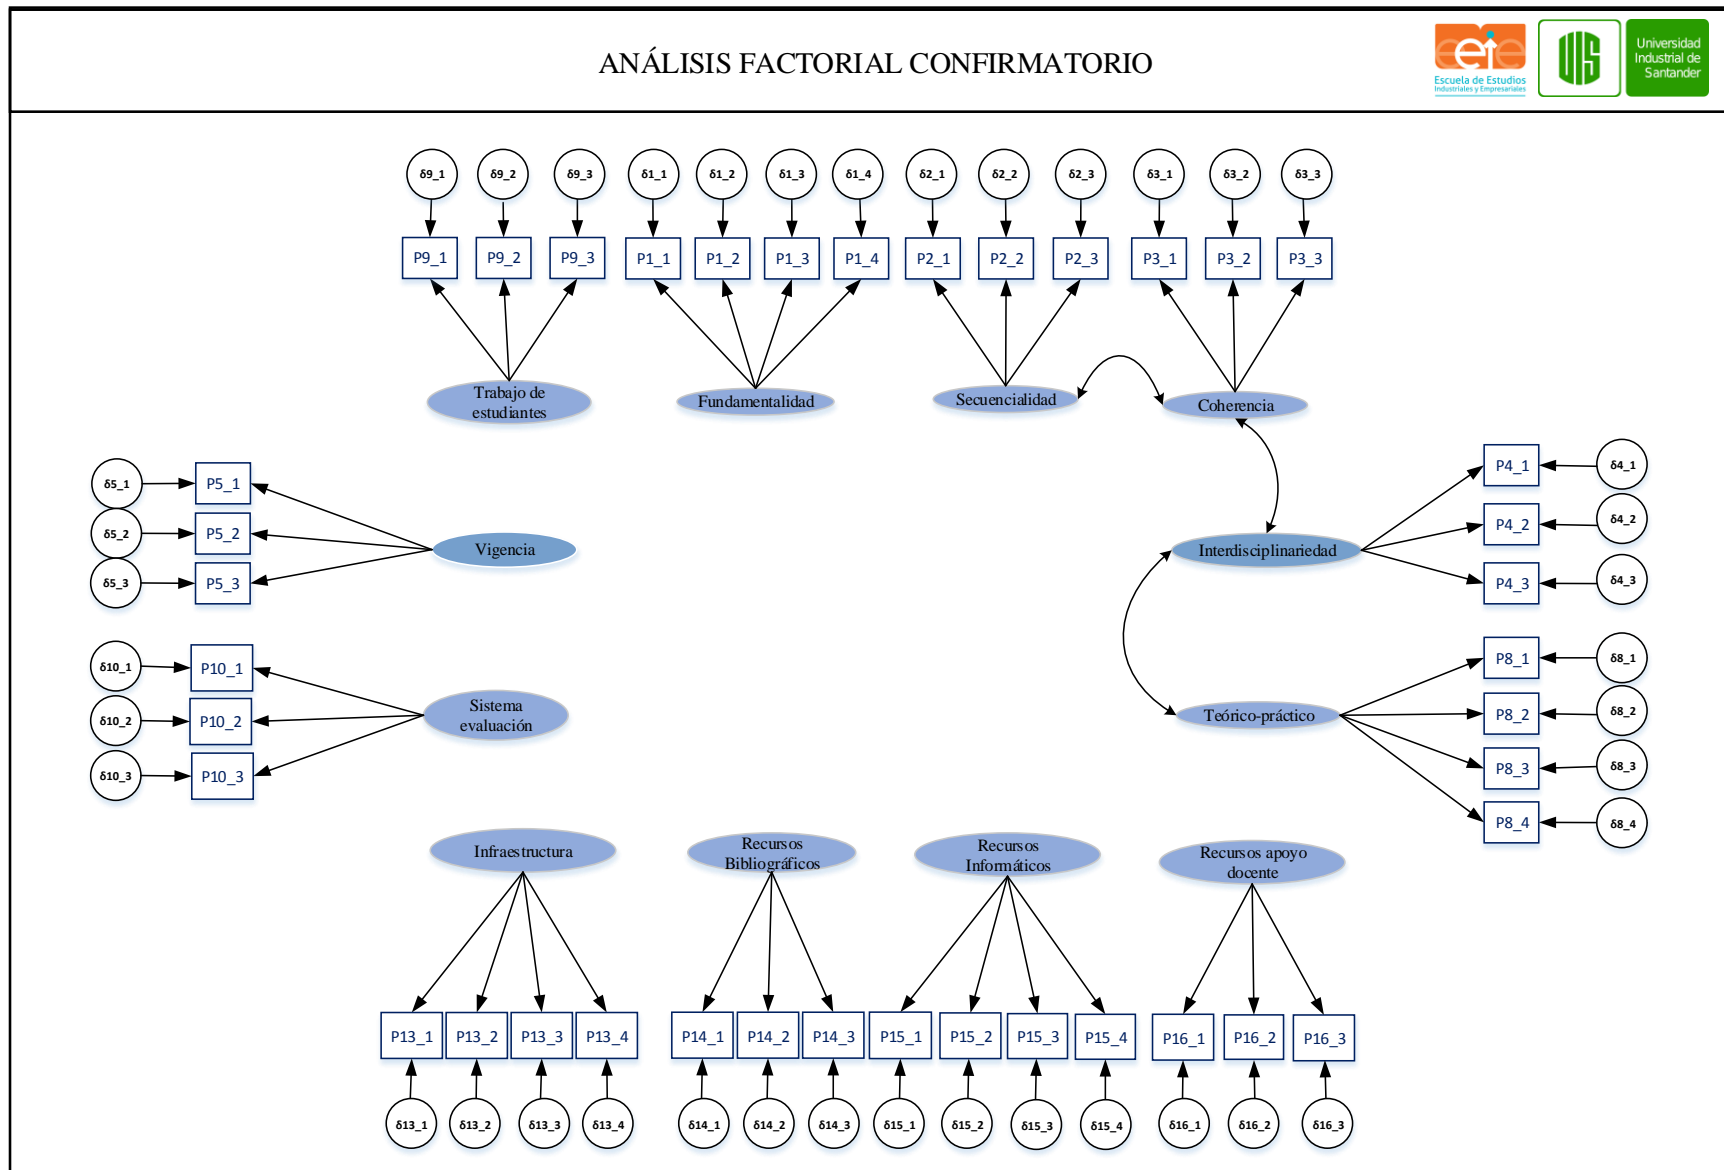 ANÁLISIS FACTORIAL CONFIRMATORIO
eeie
Escuela de Estudios
Industriales y Empresariales
UIS
Universidad
Industrial de
Santander
δ9_1 δ9_2 δ9_3 δ1_1 δ1_2 δ1_3 δ1_4 δ2_1 δ2_2 δ2_3 δ3_1 δ3_2 δ3_3
P9_1 P9_2 P9_3 P1_1 P1_2 P1_3 P1_4 P2_1 P2_2 P2_3 P3_1 P3_2 P3_3
Trabajo de
estudiantes
Fundamentalidad
Secuencialidad
Coherencia
δ5_1 P5_1
δ5_2 P5_2
δ5_3 P5_3
Vigencia
Interdisciplinariedad
P4_1 δ4_1
P4_2 δ4_2
P4_3 δ4_3
δ10_1 P10_1
δ10_2 P10_2
δ10_3 P10_3
Sistema
evaluación
Teórico-práctico
P8_1 δ8_1
P8_2 δ8_2
P8_3 δ8_3
P8_4 δ8_4
Infraestructura
Recursos
Bibliográficos
Recursos
Informáticos
Recursos apoyo
docente
P13_1 P13_2 P13_3 P13_4 P14_1 P14_2 P14_3 P15_1 P15_2 P15_3 P15_4 P16_1 P16_2 P16_3
δ13_1 δ13_2 δ13_3 δ13_4 δ14_1 δ14_2 δ14_3 δ15_1 δ15_2 δ15_3 δ15_4 δ16_1 δ16_2 δ16_3